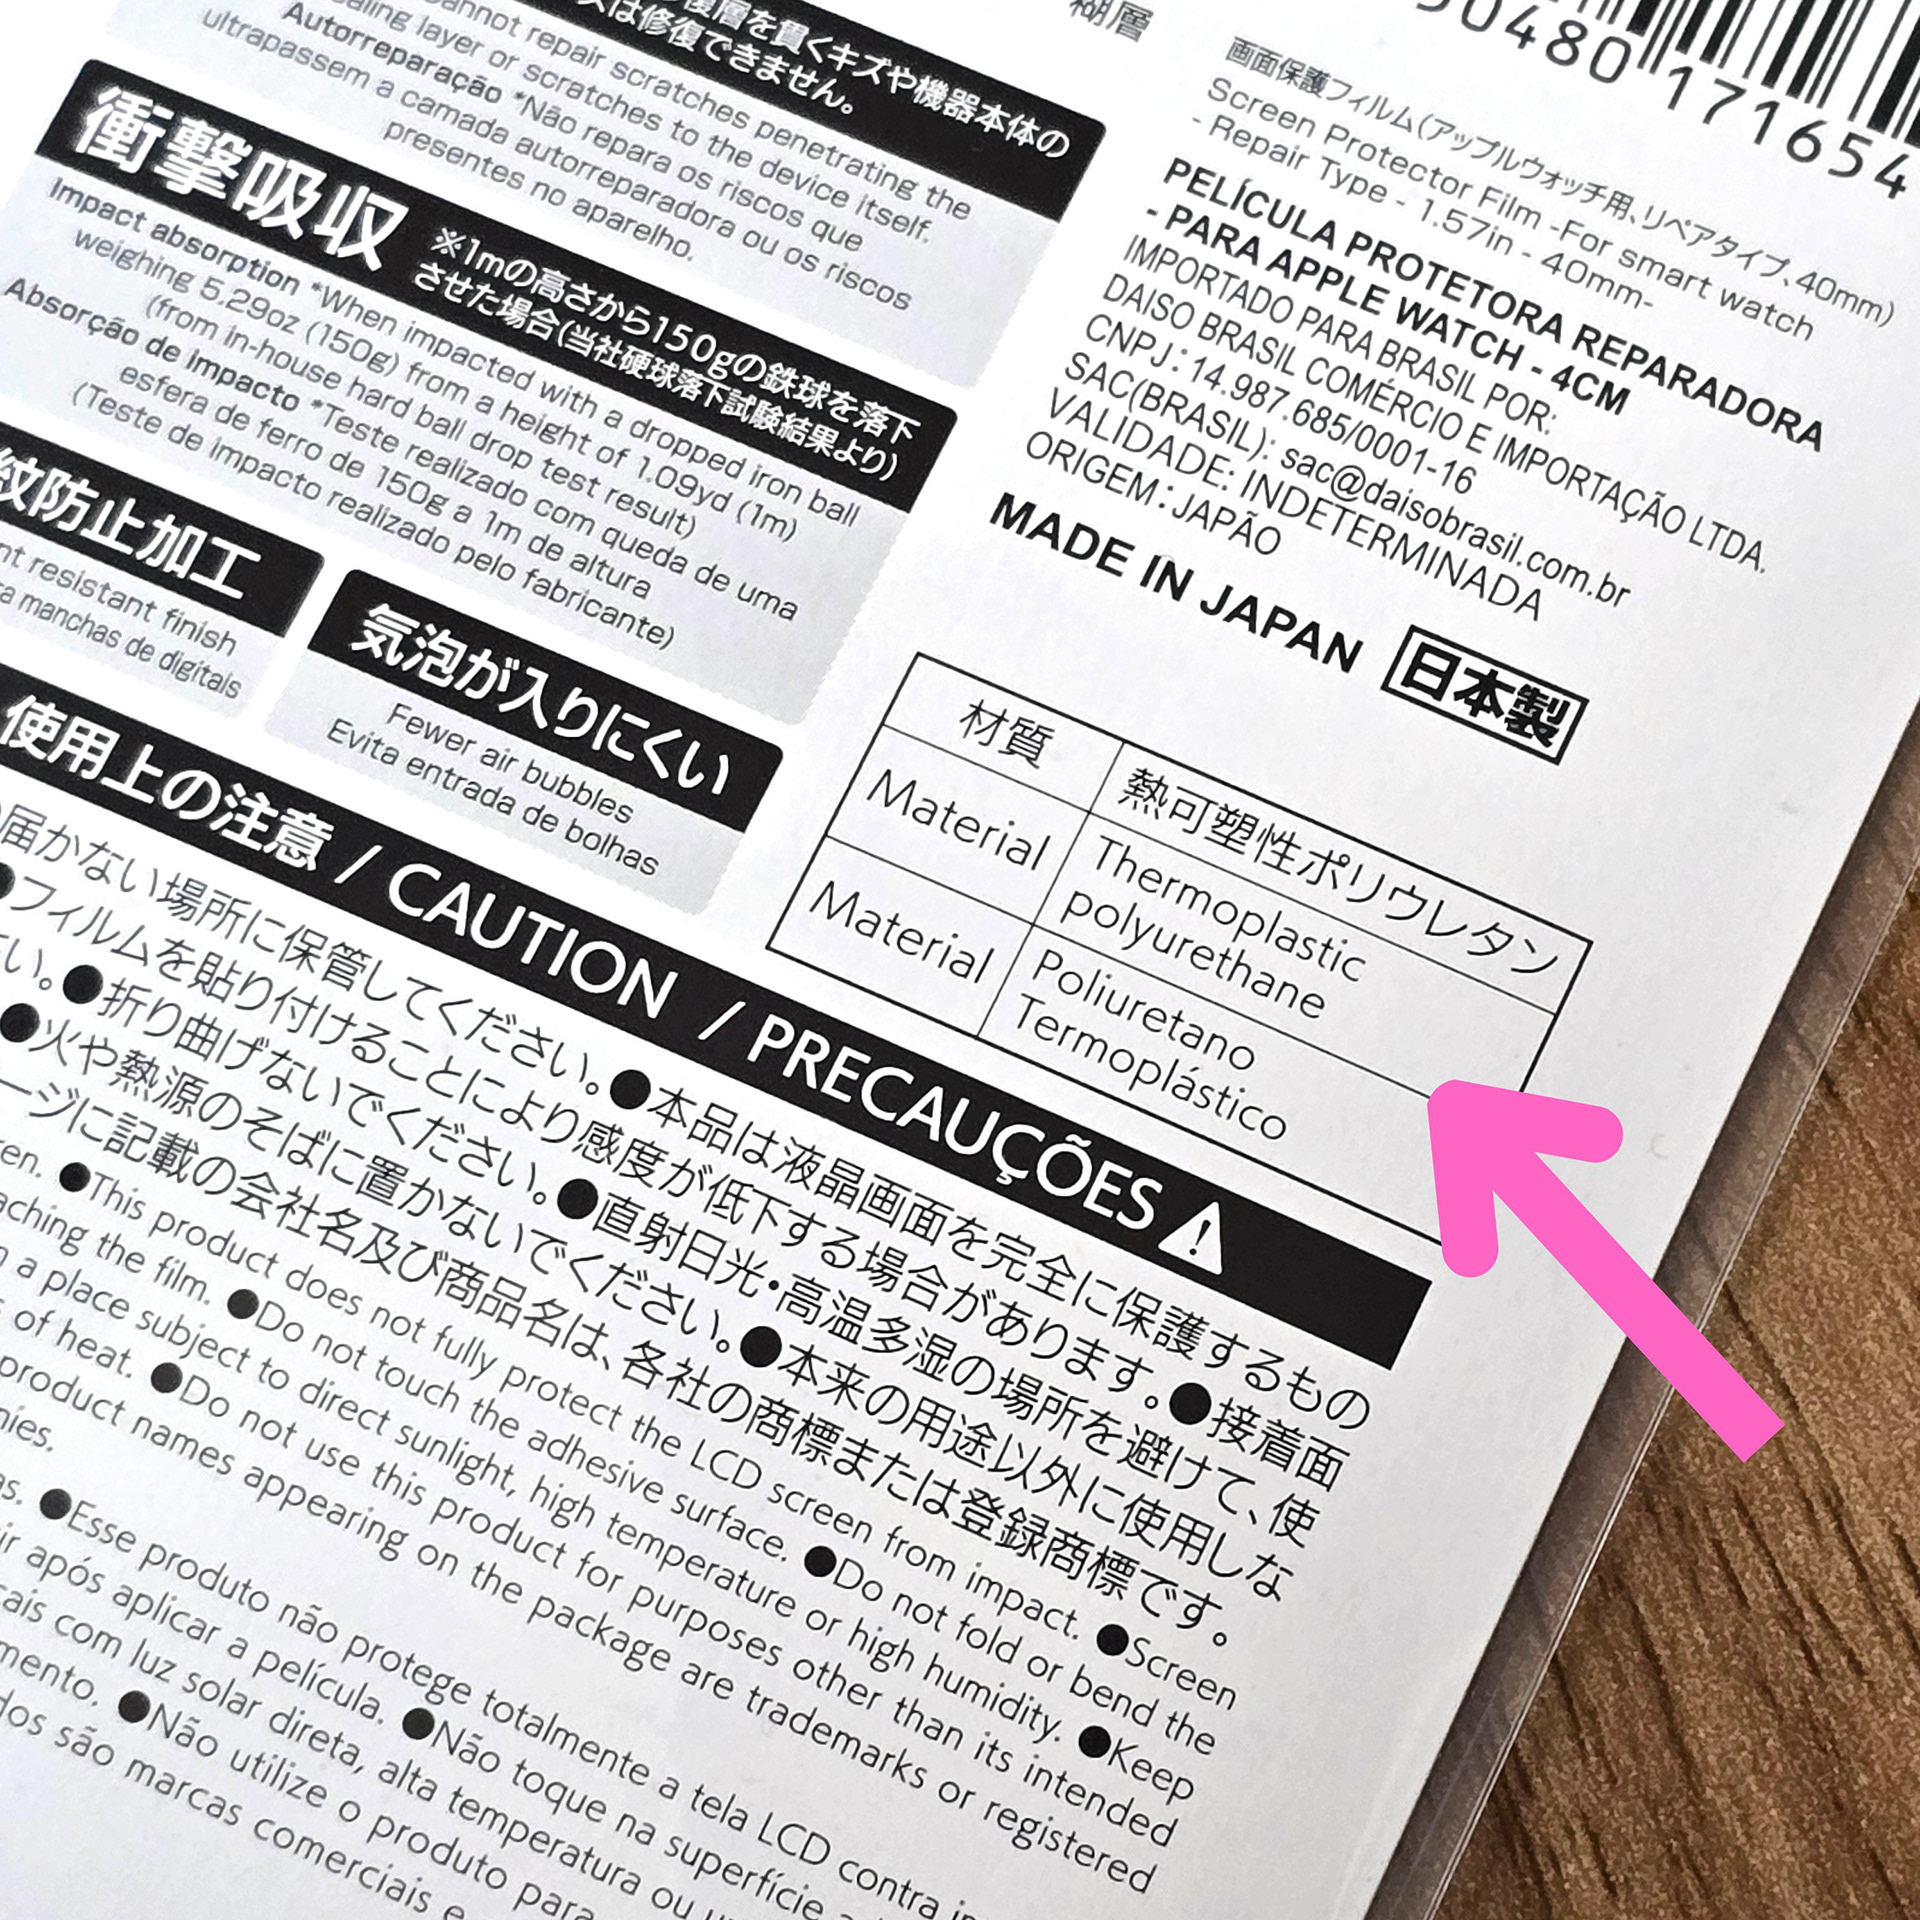 層を貫くキズや機器本体の
は修復できません。
cannot repair scratches penetrating the
layer or scratches to the device itself.
Autorreparação *Não repara os riscos que
ultrapassem a camada autorreparadora ou os riscos
presentes no aparelho.
衝撃吸収
※1mの高さから150gの鉄球を落下
させた場合(当社硬球落下試験結果より)
Impact absorption *When impacted with a dropped iron ball
weighing 5.29oz (150g) from a height of 1.09yd (1m)
(from in-house hard ball drop test result)
Absorção de impacto *Teste realizado com queda de uma
esfera de ferro de 150g a 1m de altura
(Teste de impacto realizado pelo fabricante)
紋防止加工
resistant finish
manchas de digitais
気泡が入りにくい
Fewer air bubbles
Evita entrada de bolhas
糊層
0480 171654
画面保護フィルム(アップルウォッチ用、リペアタイプ、40mm)
Screen Protector Film -For smart watch
- Repair Type - 1.57in - 40mm-
PELÍCULA PROTETORA REPARADORA
- PARA APPLE WATCH - 4CM
IMPORTADO PARA BRASIL POR:
DAISO BRASIL COMÉRCIO E IMPORTAÇÃO LTDA.
CNPJ: 14.987.685/0001-16
SAC(BRASIL): sac@daisobrasil.com.br
VALIDADE: INDETERMINADA
ORIGEM: JAPÃO
MADE IN JAPAN 日本製
材質 熱可塑性ポリウレタン
Material Thermoplastic
polyurethane
Material Poliuretano
Termoplástico
使用上の注意 / CAUTION / PRECAUÇÕES
届かない場所に保管してください。●本品は液晶画面を完全に保護するもの
●フィルムを貼り付けることにより感度が低下する場合があります。●接着面
い。●折り曲げないでください。●直射日光・高温多湿の場所を避けて、使
●火や熱源のそばに置かないでください。●本来の用途以外に使用しな
ージに記載の会社名及び商品名は、各社の商標または登録商標です。
●This product does not fully protect the LCD screen from impact. ●Screen
the film. ●Do not touch the adhesive surface. ●Do not fold or bend the
a place subject to direct sunlight, high temperature or high humidity. ●Keep
of heat. ●Do not use this product for purposes other than its intended
product names appearing on the package are trademarks or registered
●Esse produto não protege totalmente a tela LCD contra
após aplicar a película. ●Não toque na superfície
com luz solar direta, alta temperatura ou
●Não utilize o produto para
são marcas comerciais e